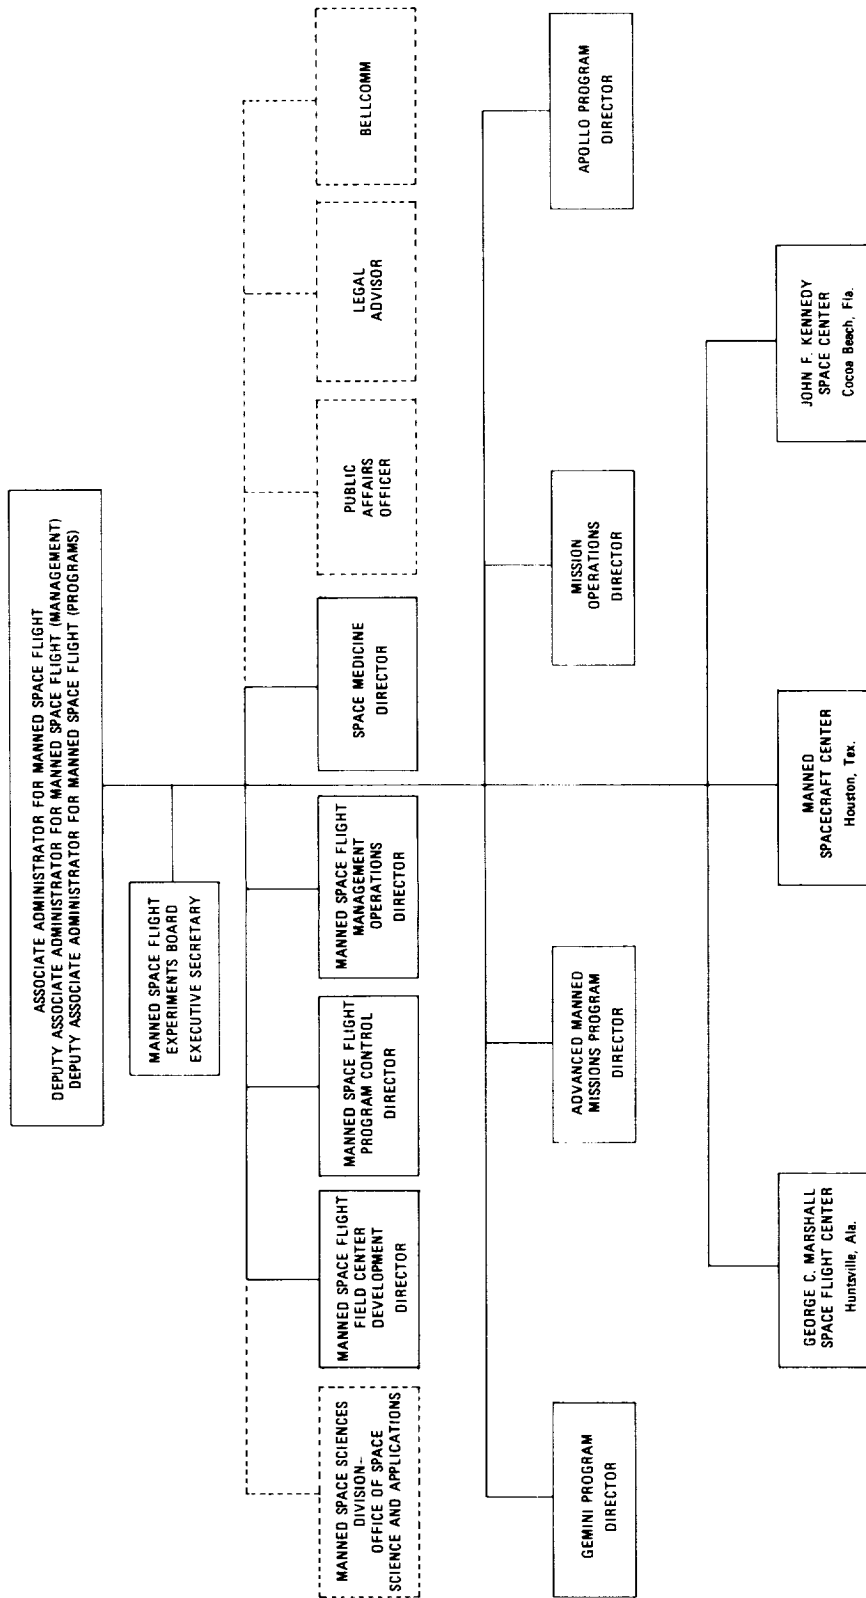 ASSOCIATE ADMINISTRATOR FOR MANNED SPACE FLIGHT
DEPUTY ASSOCIATE ADMINISTRATOR FOR MANNED SPACE FLIGHT (MANAGEMENT)
DEPUTY ASSOCIATE ADMINISTRATOR FOR MANNED SPACE FLIGHT (PROGRAMS)
MANNED SPACE FLIGHT
EXPERIMENTS BOARD
EXECUTIVE SECRETARY
MANNED SPACE SCIENCES
DIVISION–
OFFICE OF SPACE
SCIENCE AND APPLICATIONS
MANNED SPACE FLIGHT
FIELD CENTER
DEVELOPMENT
DIRECTOR
MANNED SPACE FLIGHT
PROGRAM CONTROL
DIRECTOR
MANNED SPACE FLIGHT
MANAGEMENT
OPERATIONS
DIRECTOR
SPACE MEDICINE
DIRECTOR
PUBLIC
AFFAIRS
OFFICER
LEGAL
ADVISOR
BELLCOMM
GEMINI PROGRAM
DIRECTOR
ADVANCED MANNED
MISSIONS PROGRAM
DIRECTOR
MISSION
OPERATIONS
DIRECTOR
APOLLO PROGRAM
DIRECTOR
GEORGE C. MARSHALL
SPACE FLIGHT CENTER
Huntsville, Ala.
MANNED
SPACECRAFT CENTER
Houston, Tex.
JOHN F. KENNEDY
SPACE CENTER
Cocoa Beach, Fla.